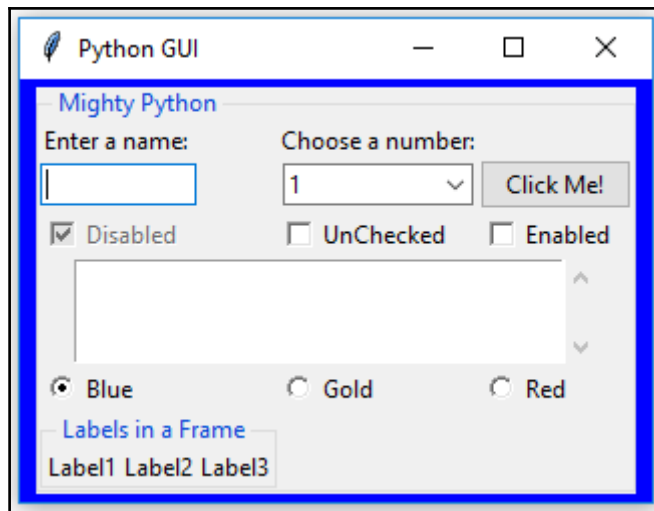 Python GUI
Mighty Python
Enter a name: Choose a number:
1 Click Me!
Disabled UnChecked Enabled
Blue Gold Red
Labels in a Frame
Label1 Label2 Label3